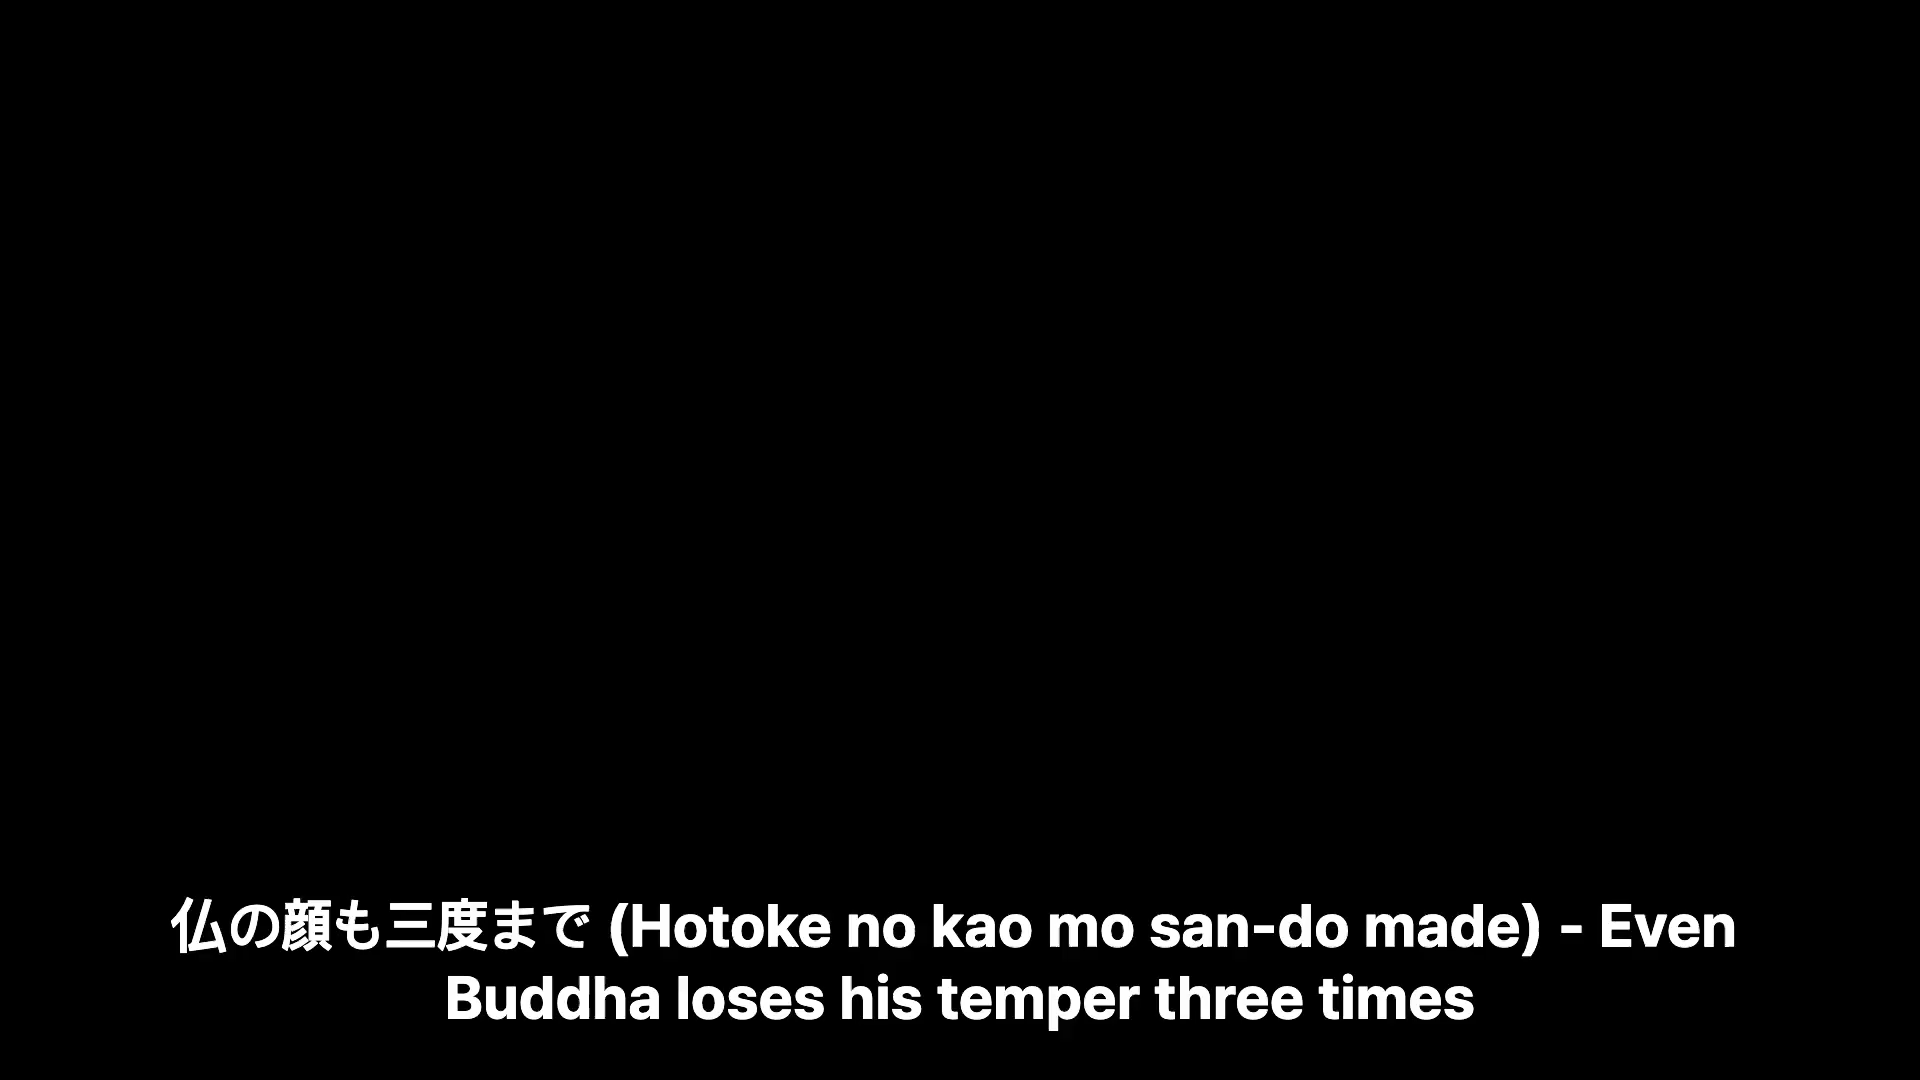 仏の顔も三度まで (Hotoke no kao mo san-do made) - Even
Buddha loses his temper three times